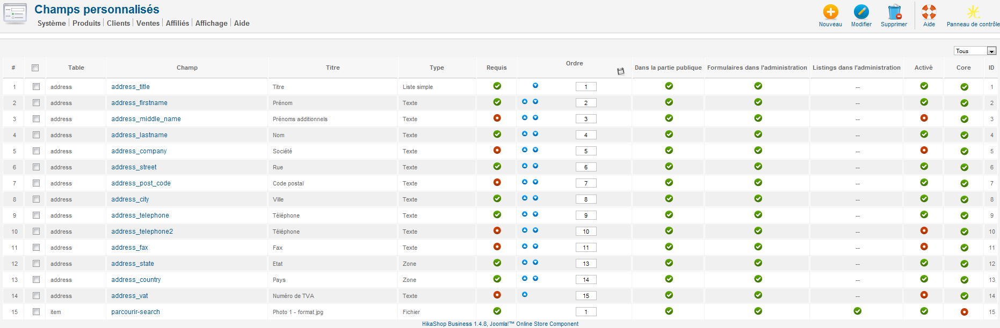 Champs personnalisés
Système Produits Clients Ventes Affiliés Affichage Aide
Nouveau Modifier Supprimer Aide Panneau de contrôle
Tous
# Table Champ Titre Type Requis Ordre Dans la partie publique Formulaires dans l'administration Listings dans l'administration Activé Core ID
1 address address_title Titre Liste simple 1 -- 1
2 address address_firstname Prénom Texte 2 -- 2
3 address address_middle_name Prénoms additionnels Texte 3 -- 3
4 address address_lastname Nom Texte 4 -- 4
5 address address_company Société Texte 5 -- 5
6 address address_street Rue Texte 6 -- 6
7 address address_post_code Code postal Texte 7 -- 7
8 address address_city Ville Texte 8 -- 8
9 address address_telephone Téléphone Texte 9 -- 9
10 address address_telephone2 Téléphone Texte 10 -- 10
11 address address_fax Fax Texte 11 -- 11
12 address address_state Etat Zone 13 -- 12
13 address address_country Pays Zone 14 -- 13
14 address address_vat Numéro de TVA Texte 15 -- 14
15 item parcourir-search Photo 1 - format jpg Fichier 1 15
HikaShop Business 1.4.8, Joomla!™ Online Store Component